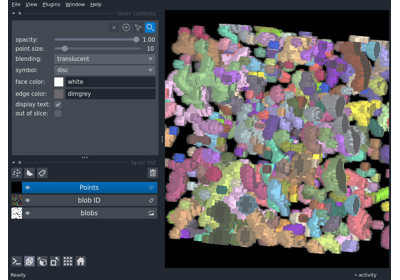 File View Plugins Window Help
layer controls
opacity: 1.00
point size: 10
blending: translucent
symbol: disc
face color: white
edge color: dimgrey
display text:
out of slice:
layer list
Points
blob ID
blobs
Ready
activity